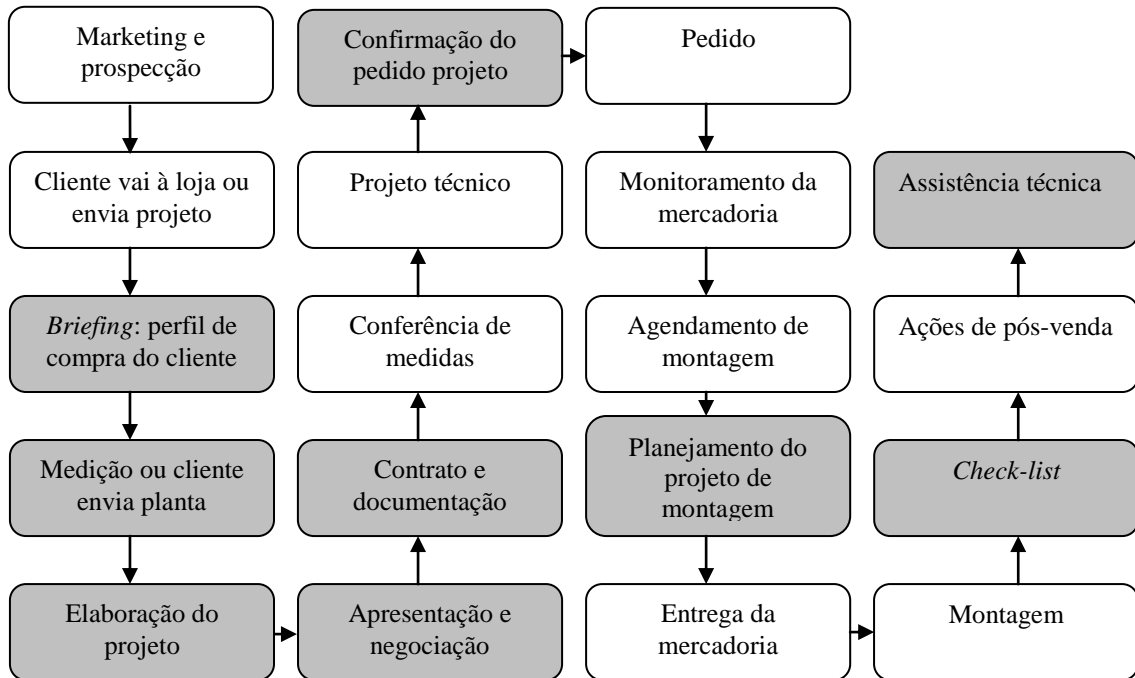 Marketing e
prospecção
Cliente vai à loja ou
envia projeto
Briefing: perfil de
compra do cliente
Medição ou cliente
envia planta
Elaboração do
projeto
Apresentação e
negociação
Contrato e
documentação
Conferência de
medidas
Projeto técnico
Confirmação do
pedido projeto
Pedido
Monitoramento da
mercadoria
Agendamento de
montagem
Planejamento do
projeto de
montagem
Entrega da
mercadoria
Montagem
Check-list
Ações de pós-venda
Assistência técnica